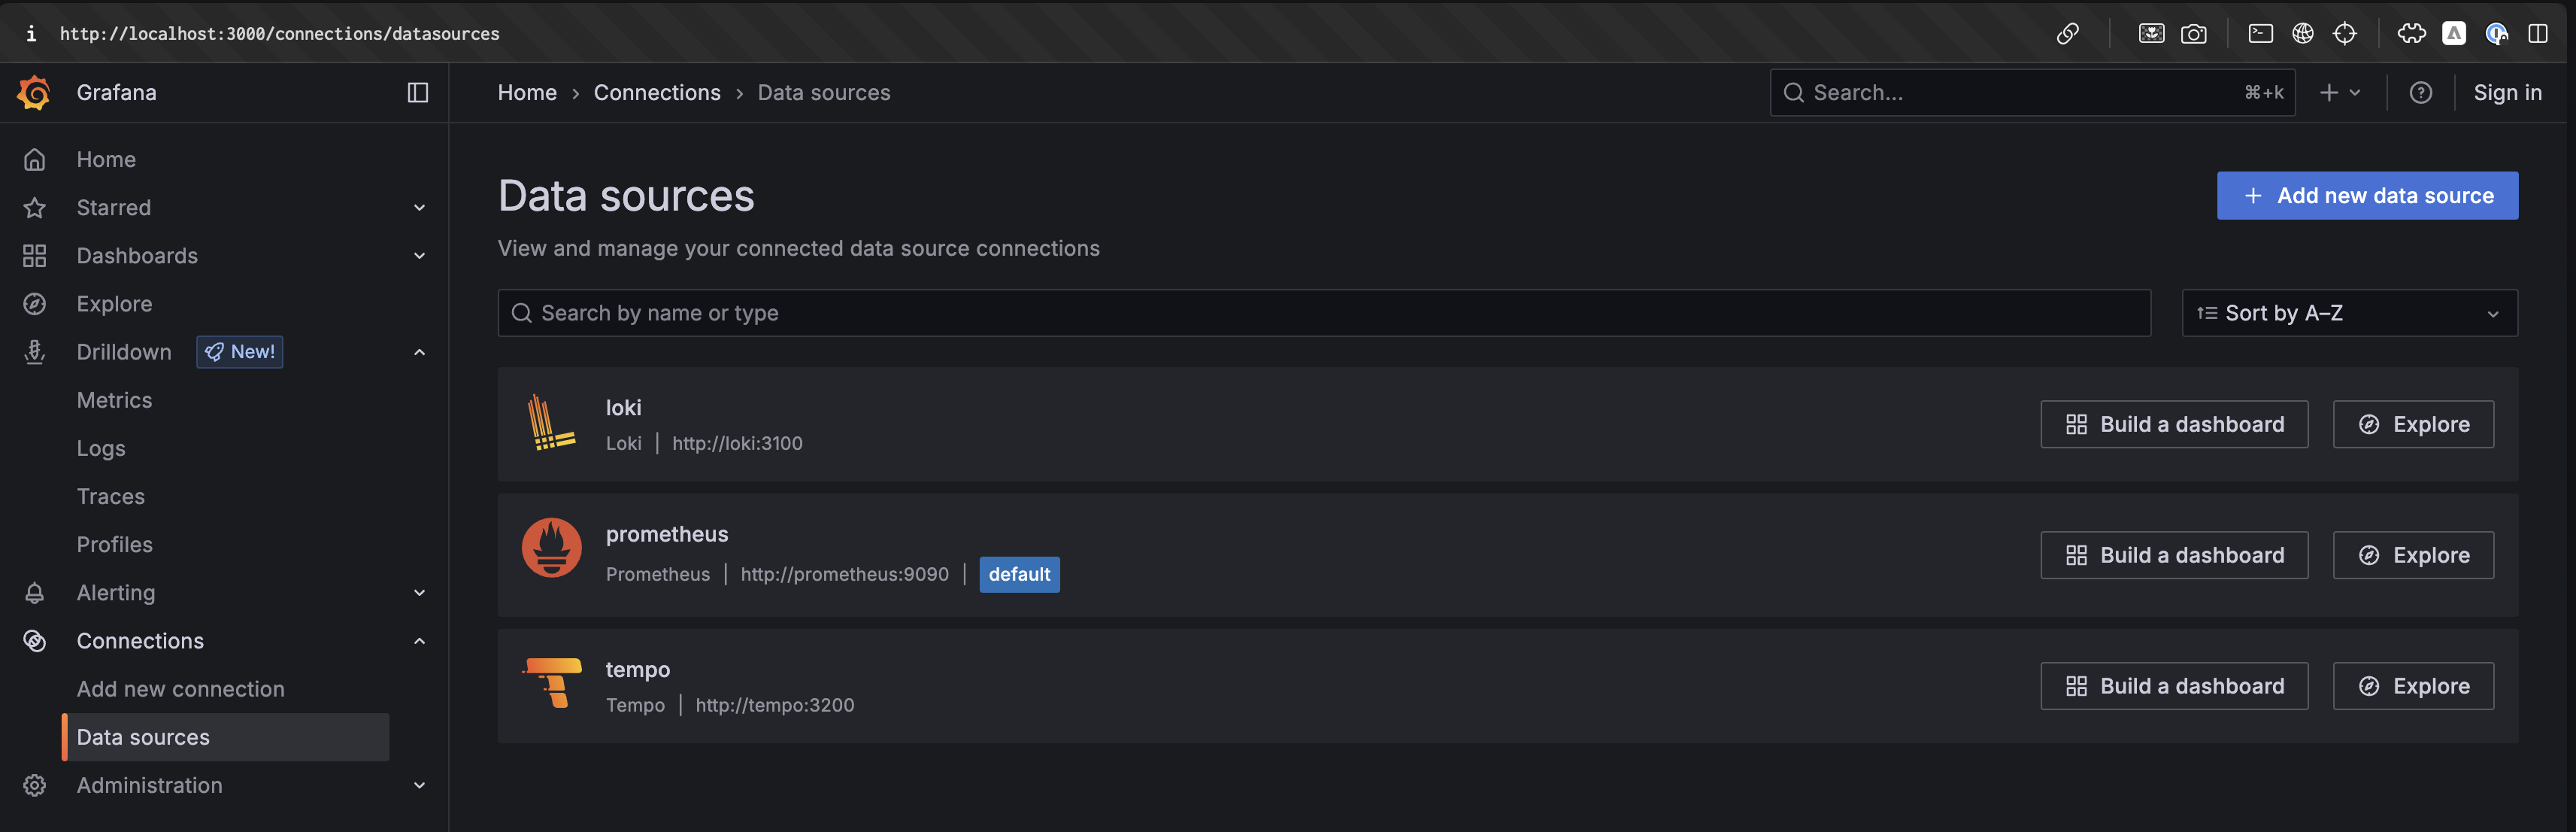 http://localhost:3000/connections/datasources
Grafana
Home › Connections › Data sources
Search...
⌘+k
Sign in
Home
Starred
Dashboards
Explore
Drilldown
New!
Metrics
Logs
Traces
Profiles
Alerting
Connections
Add new connection
Data sources
Administration
Data sources
Add new data source
View and manage your connected data source connections
Search by name or type
Sort by A–Z
loki
Loki | http://loki:3100
Build a dashboard
Explore
prometheus
Prometheus | http://prometheus:9090 | default
Build a dashboard
Explore
tempo
Tempo | http://tempo:3200
Build a dashboard
Explore